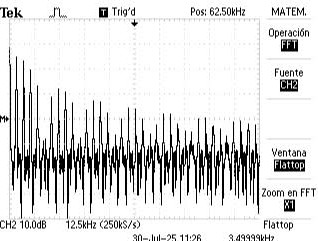 Tek T Trig'd Pos: 62.50kHz MATEM.
Operación
FFT
Fuente
CH2
M
Ventana
Flattop
Zoom en FFT
X1
CH2 10.0dB 12.5kHz (250kS/s) Flattop
30-Jul-25 11:26 3.49999kHz